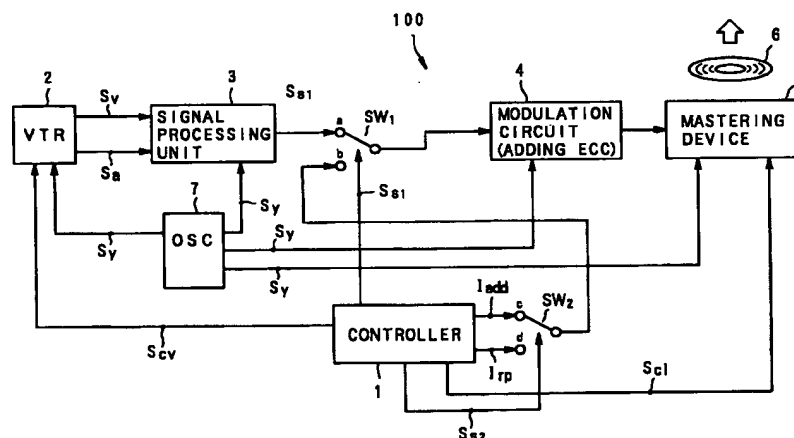 100
2
3
4
6
Sv
Ss1
a
SW1
VTR
SIGNAL
PROCESSING
UNIT
MODULATION
CIRCUIT
(ADDING ECC)
MASTERING
DEVICE
Sa
b
7
Sy
Ss1
Sy
OSC
Sy
Sy
Iadd
c
SW2
CONTROLLER
d
Scv
1
Irp
Scl
Ss2